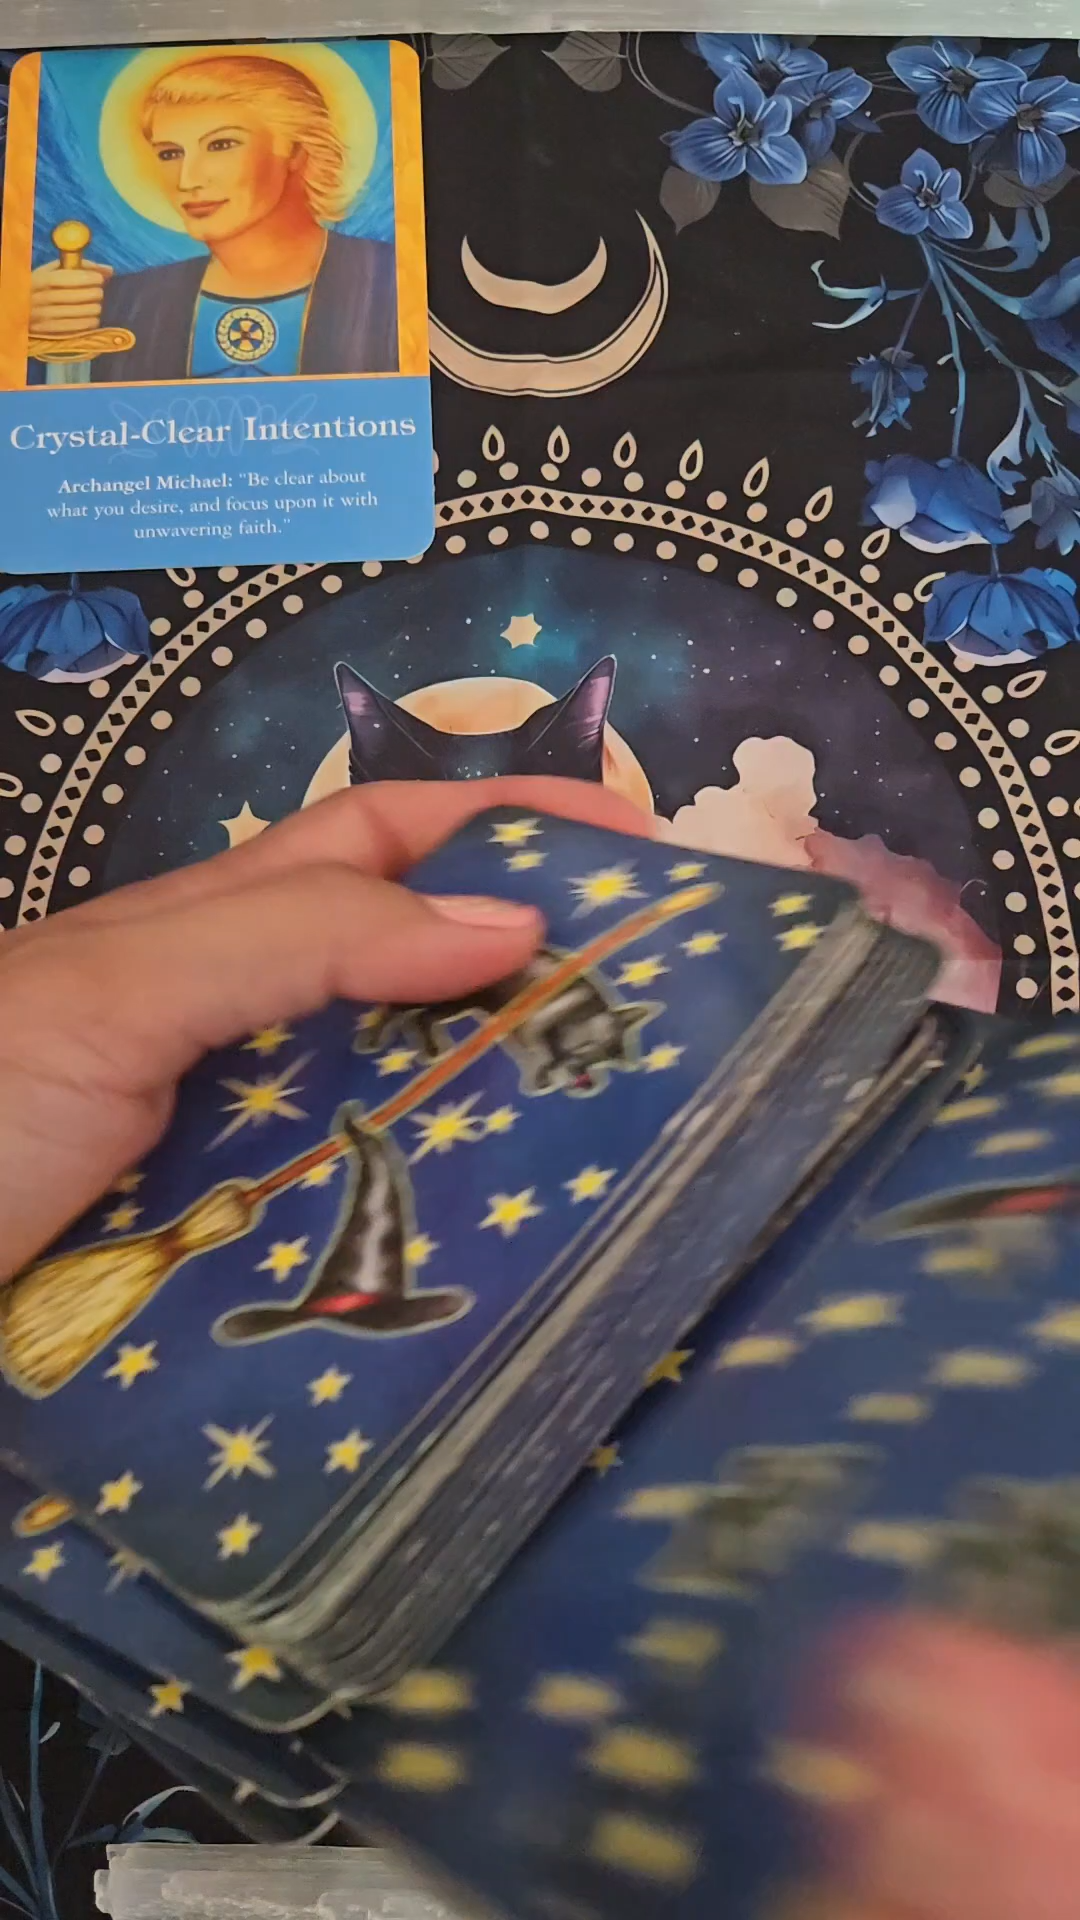 Crystal-Clear Intentions
Archangel Michael: "Be clear about
what you desire, and focus upon it with
unwavering faith."